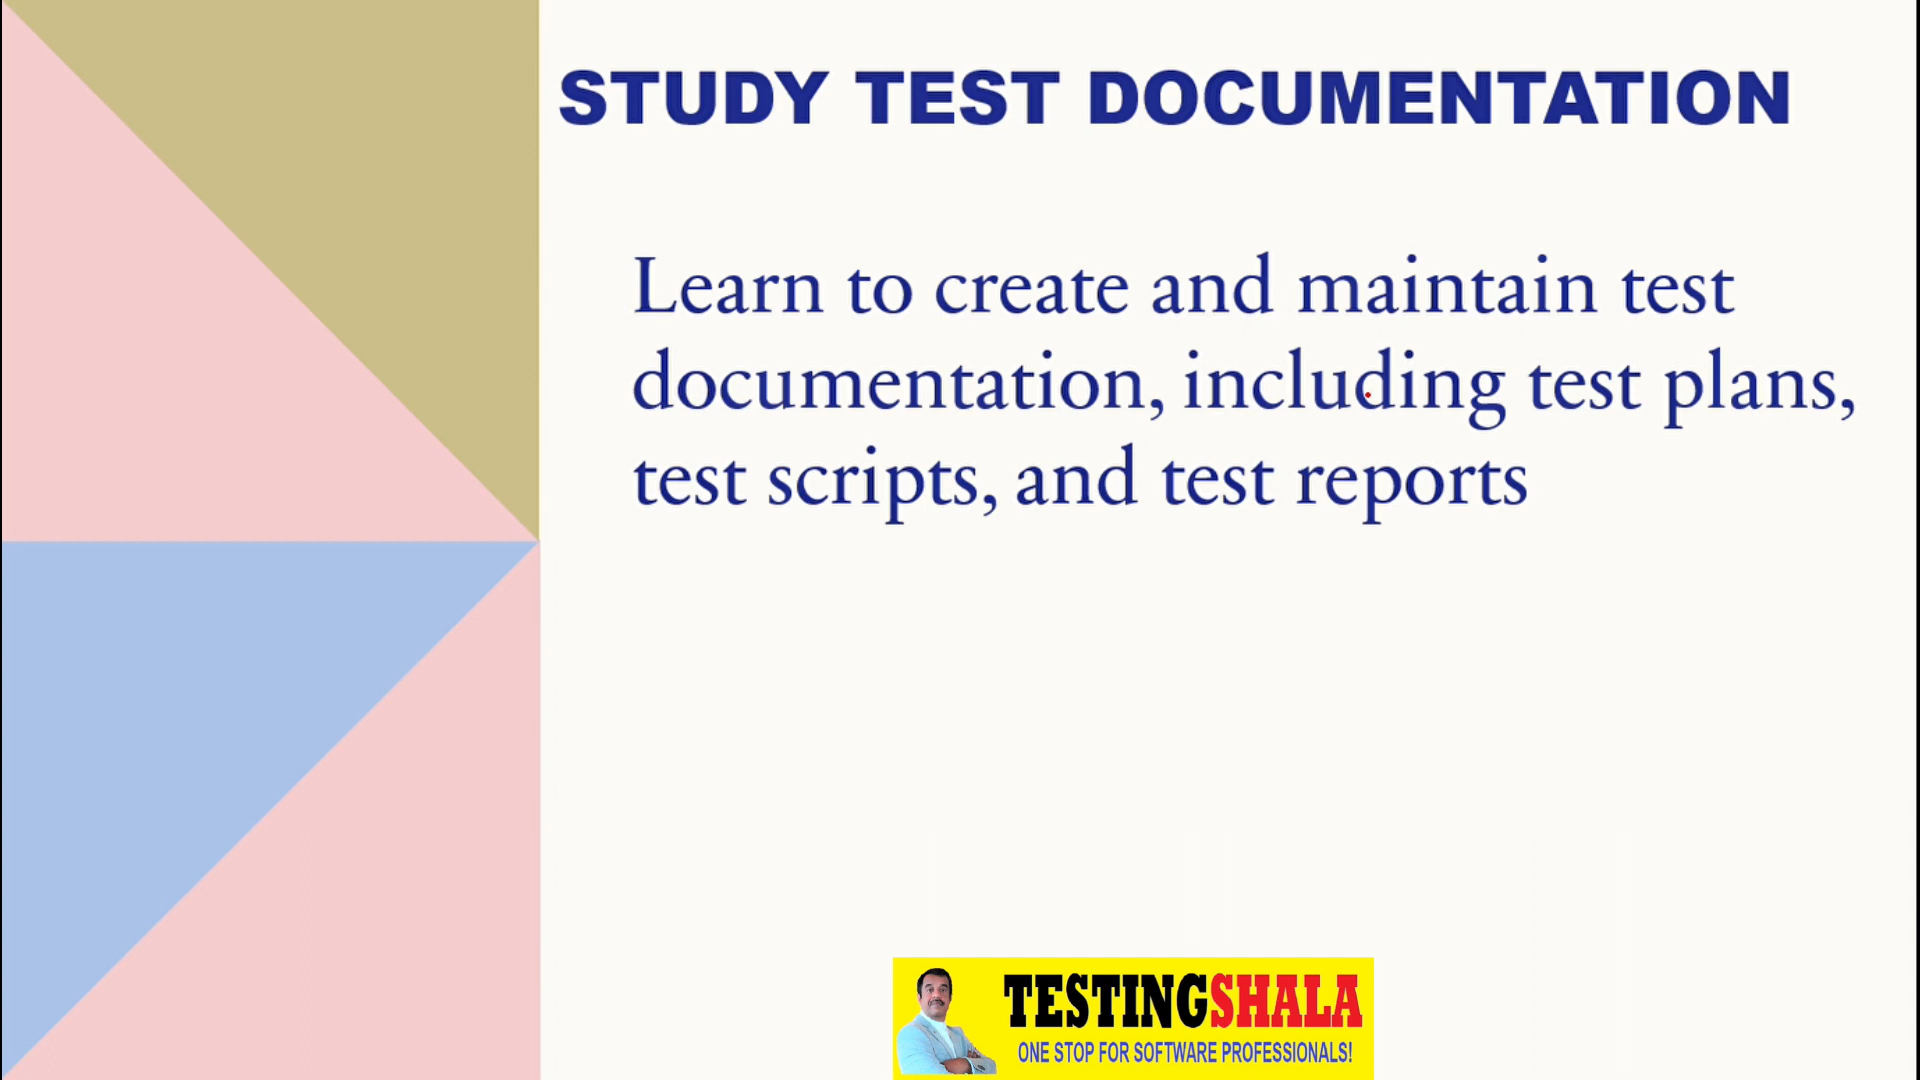 STUDY TEST DOCUMENTATION
Learn to create and maintain test
documentation, including test plans,
test scripts, and test reports
TESTINGSHALA
ONE STOP FOR SOFTWARE PROFESSIONALS!